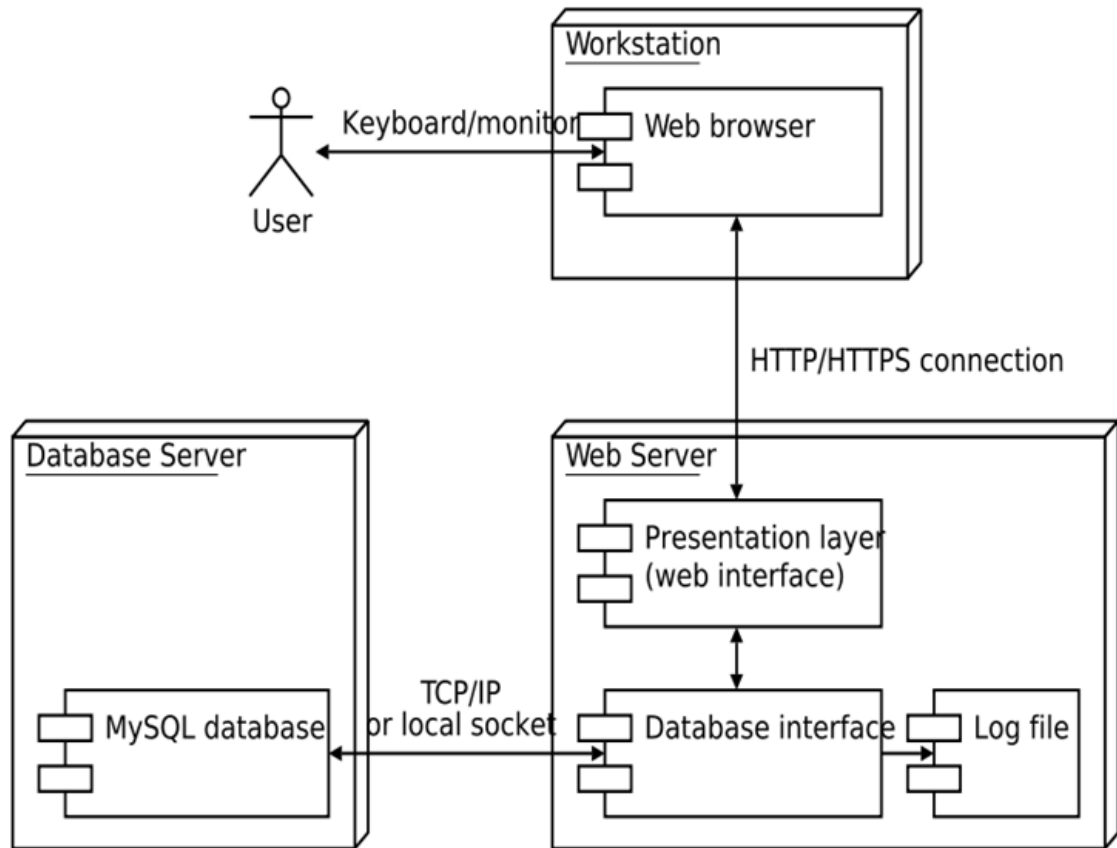 Workstation
Keyboard/monitor
Web browser
User
HTTP/HTTPS connection
Database Server
Web Server
Presentation layer
(web interface)
TCP/IP
or local socket
MySQL database
Database interface
Log file